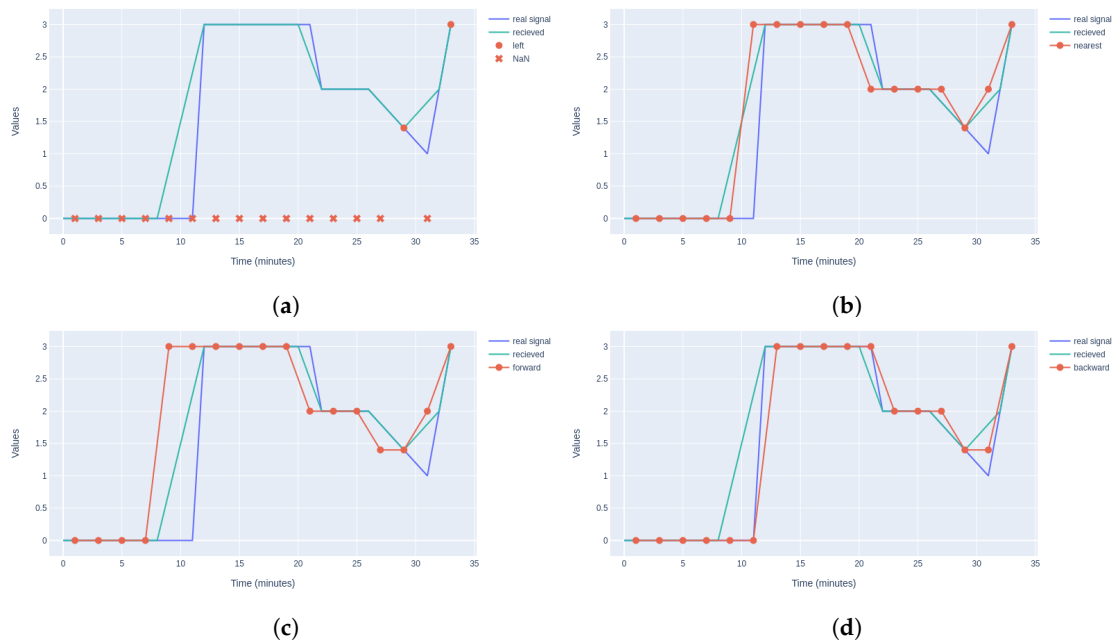 3
2.5
2
1.5
1
0.5
0
Values
0 5 10 15 20 25 30 35
Time (minutes)
real signal
recieved
left
NaN
(a)
3
2.5
2
1.5
1
0.5
0
Values
0 5 10 15 20 25 30 35
Time (minutes)
real signal
recieved
nearest
(b)
3
2.5
2
1.5
1
0.5
0
Values
0 5 10 15 20 25 30 35
Time (minutes)
real signal
recieved
forward
(c)
3
2.5
2
1.5
1
0.5
0
Values
0 5 10 15 20 25 30 35
Time (minutes)
real signal
recieved
backward
(d)